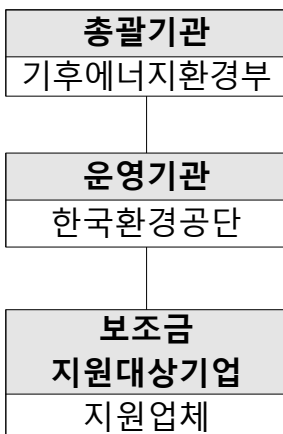 총괄기관
기후에너지환경부
운영기관
한국환경공단
보조금
지원대상기업
지원업체